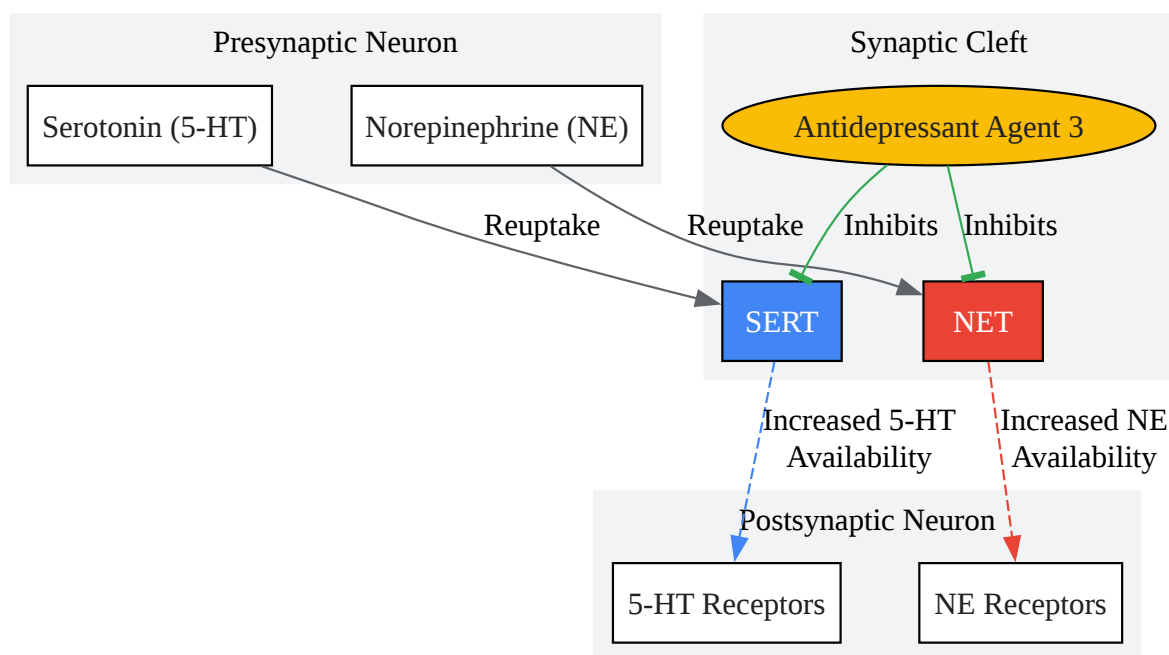 Presynaptic Neuron
Synaptic Cleft
Serotonin (5-HT)
Norepinephrine (NE)
Antidepressant Agent 3
Reuptake
Reuptake
Inhibits
Inhibits
SERT
NET
Increased 5-HT
Availability
Increased NE
Availability
Postsynaptic Neuron
5-HT Receptors
NE Receptors